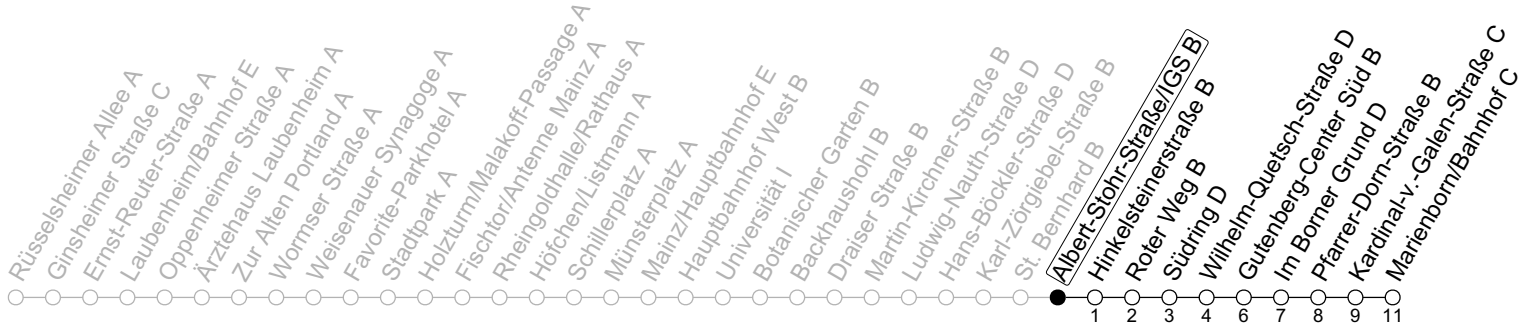 Rüsselsheimer Allee A
Ginsheimer Straße C
Ernst-Reuter-Straße A
Laubenheim/Bahnhof E
Oppenheimer Straße A
Ärztehaus Laubenheim A
Zur Alten Portland A
Wormser Straße A
Weisenauer Synagoge A
Favorite-Parkhotel A
Stadtpark A
Holzturm/Malakoff-Passage A
Fischtor/Antenne Mainz A
Rheingoldhalle/Rathaus A
Höfchen/Listmann A
Schillerplatz A
Münsterplatz A
Mainz/Hauptbahnhof E
Hauptbahnhof West B
Universität I
Botanischer Garten B
Backhaushohl B
Draiser Straße B
Martin-Kirchner-Straße B
Ludwig-Nauth-Straße D
Hans-Böckler-Straße D
Karl-Zörgiebel-Straße B
St. Bernhard B
Albert-Stohr-Straße/IGS B
Hinkelsteinerstraße B
Roter Weg B
Südring D
Wilhelm-Quetsch-Straße D
Gutenberg-Center Süd B
Im Borner Grund D
Pfarrer-Dorn-Straße B
Kardinal-v.-Galen-Straße C
Marienborn/Bahnhof C
1 2 3 4 6 7 8 9 11